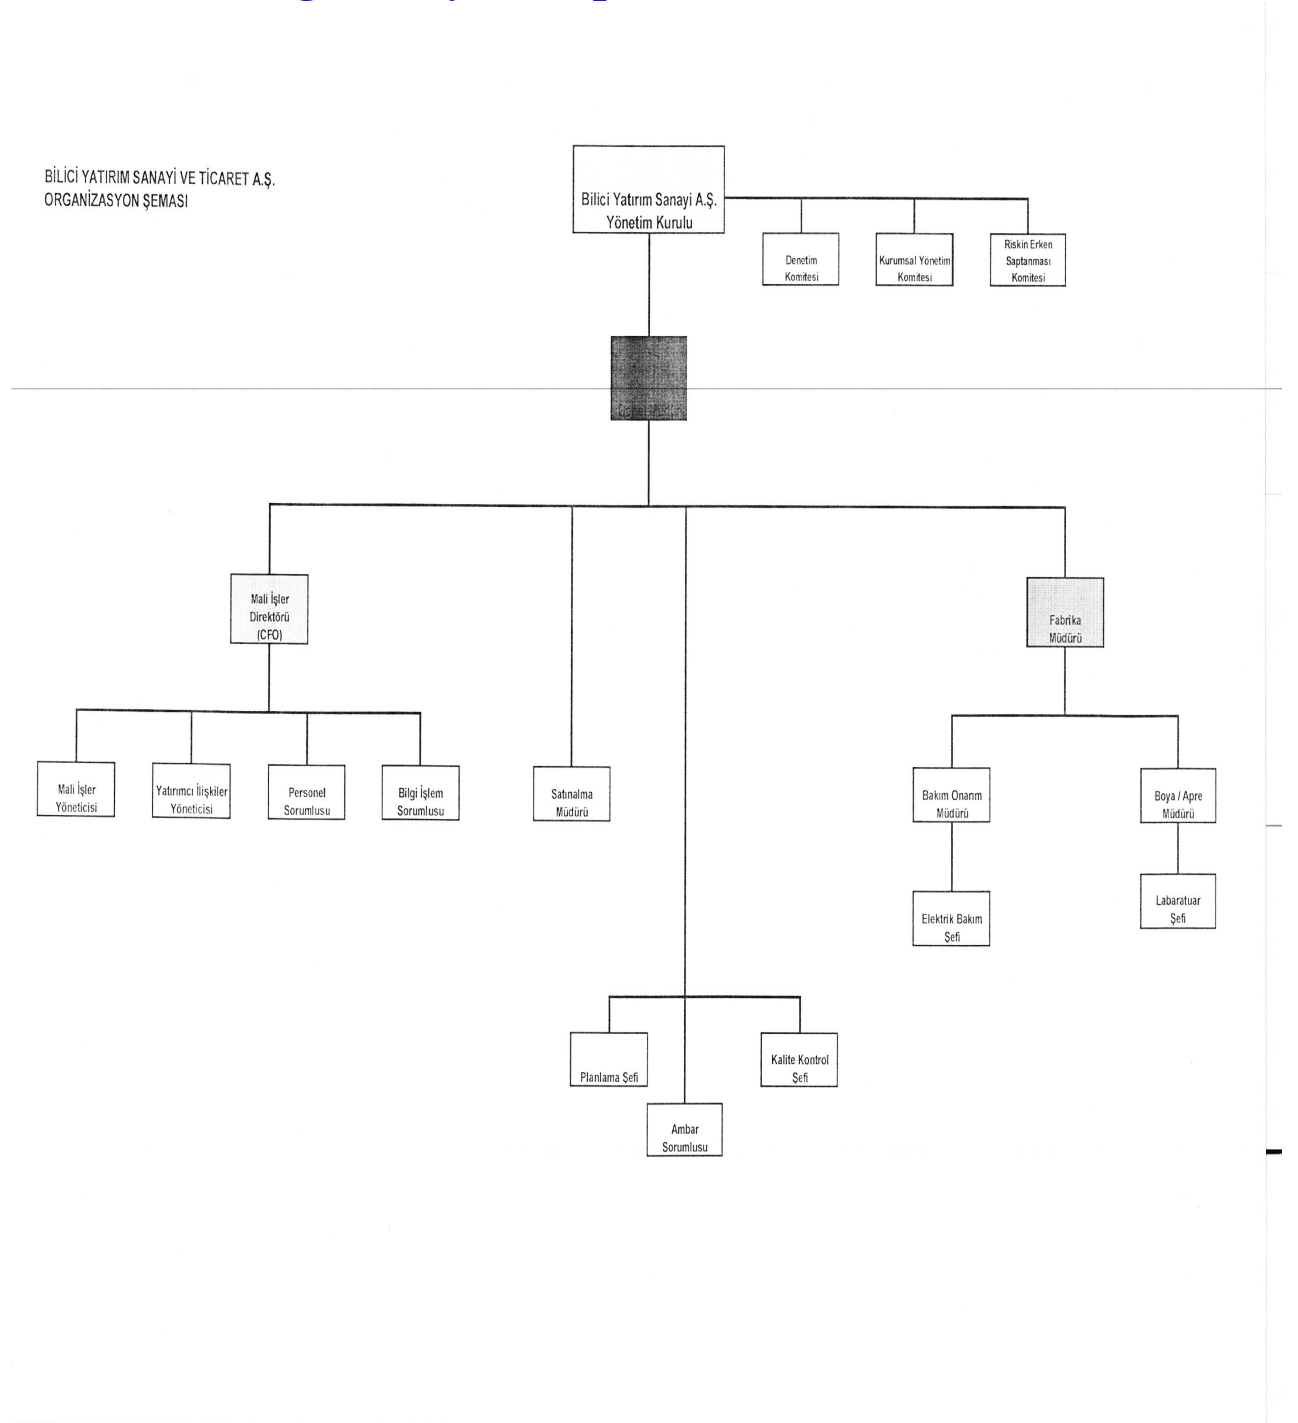 BİLİCİ YATIRIM SANAYİ VE TİCARET A.Ş.
ORGANİZASYON ŞEMASI
Bilici Yatırım Sanayi A.Ş.
Yönetim Kurulu
Denetim
Komitesi
Kurumsal Yönetim
Komitesi
Riskin Erken
Saptanması
Komitesi
Mali İşler
Direktörü
(CFO)
Fabrika
Müdürü
Mali İşler
Yöneticisi
Yatırımcı İlişkiler
Yöneticisi
Personel
Sorumlusu
Bilgi İşlem
Sorumlusu
Satınalma
Müdürü
Bakım Onarım
Müdürü
Boya / Apre
Müdürü
Elektrik Bakım
Şefi
Labaratuar
Şefi
Planlama Şefi
Kalite Kontrol
Şefi
Ambar
Sorumlusu